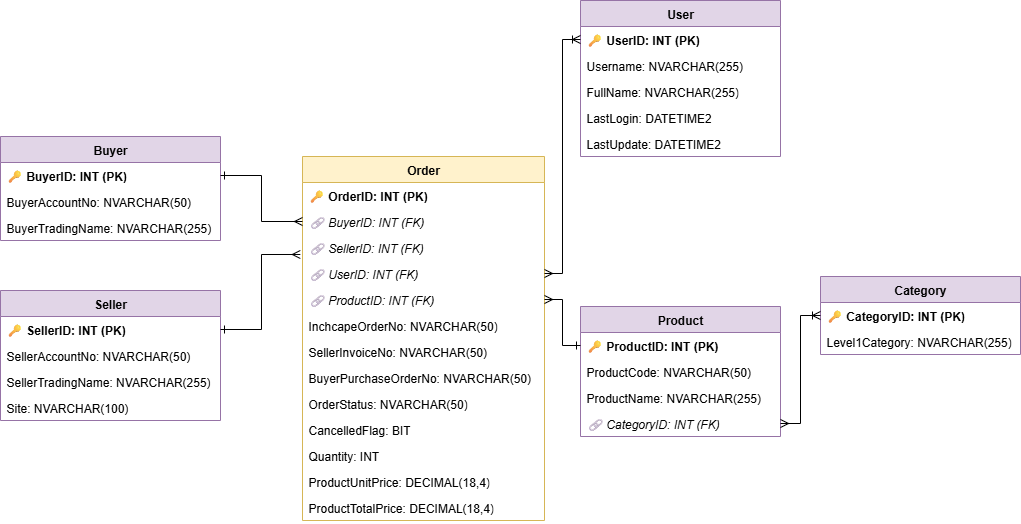 User
UserID: INT (PK)
Username: NVARCHAR(255)
FullName: NVARCHAR(255)
LastLogin: DATETIME2
LastUpdate: DATETIME2
Buyer
BuyerID: INT (PK)
BuyerAccountNo: NVARCHAR(50)
BuyerTradingName: NVARCHAR(255)
Order
OrderID: INT (PK)
BuyerID: INT (FK)
SellerID: INT (FK)
UserID: INT (FK)
ProductID: INT (FK)
InchcapeOrderNo: NVARCHAR(50)
SellerInvoiceNo: NVARCHAR(50)
BuyerPurchaseOrderNo: NVARCHAR(50)
OrderStatus: NVARCHAR(50)
CancelledFlag: BIT
Quantity: INT
ProductUnitPrice: DECIMAL(18,4)
ProductTotalPrice: DECIMAL(18,4)
Seller
SellerID: INT (PK)
SellerAccountNo: NVARCHAR(50)
SellerTradingName: NVARCHAR(255)
Site: NVARCHAR(100)
Product
ProductID: INT (PK)
ProductCode: NVARCHAR(50)
ProductName: NVARCHAR(255)
CategoryID: INT (FK)
Category
CategoryID: INT (PK)
Level1Category: NVARCHAR(255)